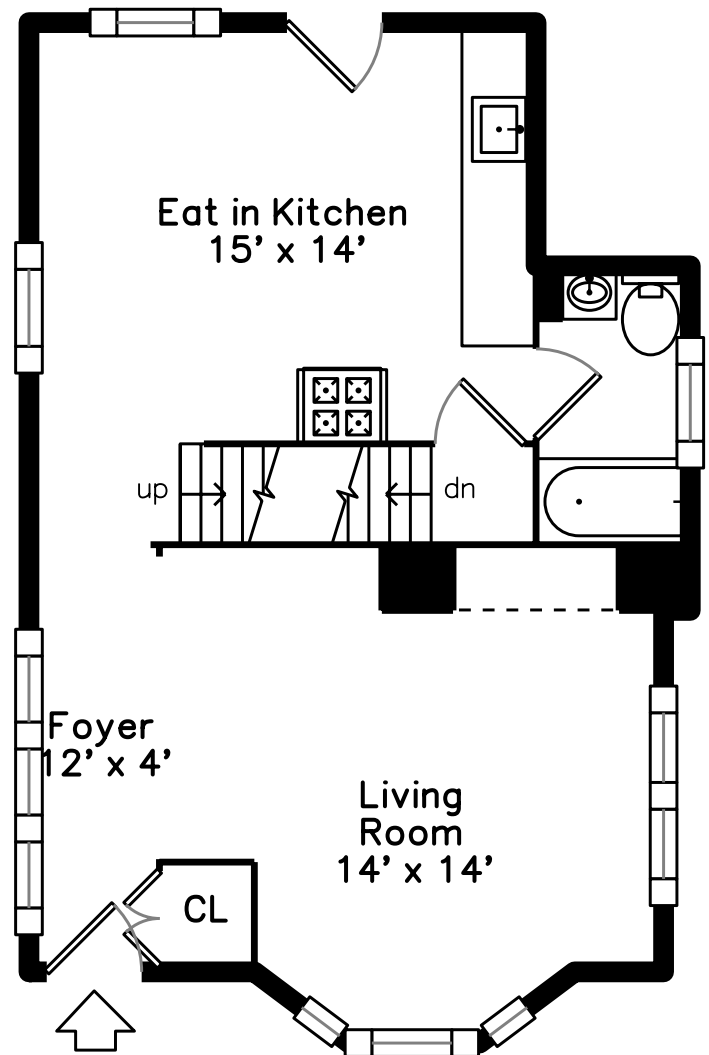 Eat in Kitchen
15' x 14'
up
dn
Foyer
12' x 4'
Living
Room
14' x 14'
CL